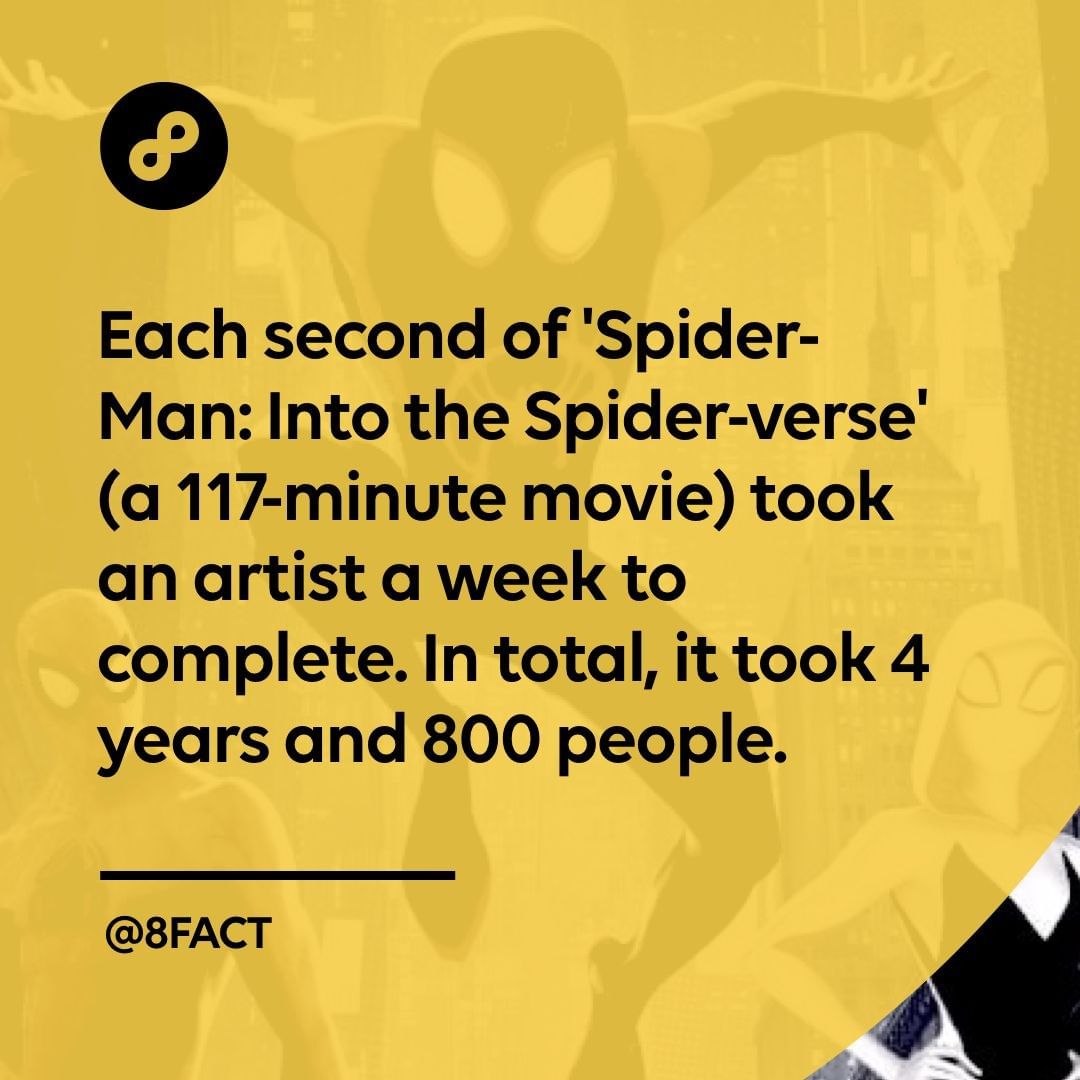 Each second of 'Spider-
Man: Into the Spider-verse'
(a 117-minute movie) took
an artist a week to
complete. In total, it took 4
years and 800 people.
@8FACT